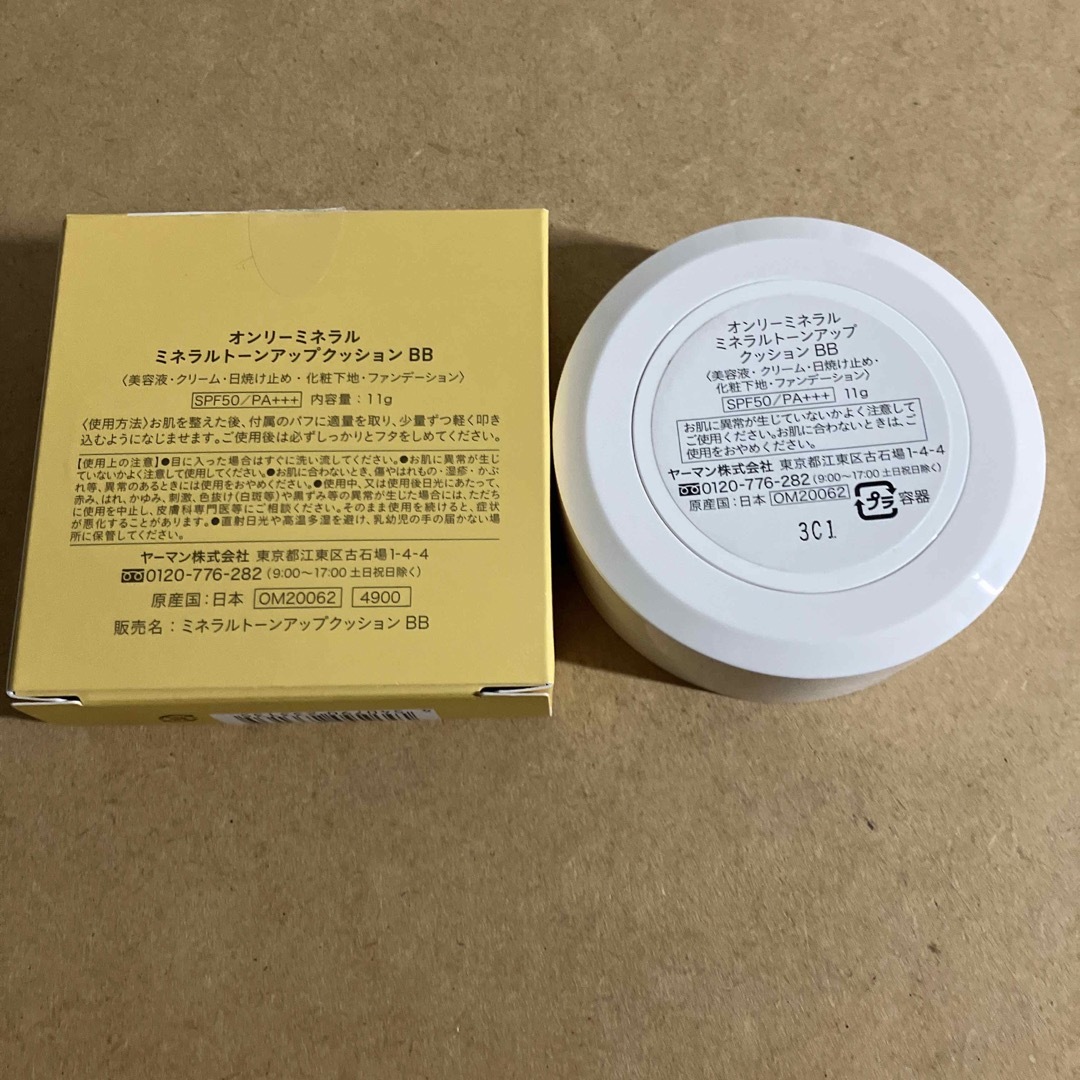 オンリーミネラル
ミネラルトーンアップクッション BB
〈美容液・クリーム・日焼け止め・化粧下地・ファンデーション〉
SPF50/PA+++ 内容量：11g
〈使用方法〉お肌を整えた後、付属のパフに適量を取り、少量ずつ軽く叩き
込むようになじませます。ご使用後は必ずしっかりとフタをしめてください。
【使用上の注意】●目に入った場合はすぐに洗い流してください。●お肌に異常が生じ
ていないかよく注意して使用してください。●お肌に合わないとき、傷やはれもの・湿疹・かぶ
れ等、異常のあるときには使用をおやめください。●使用中、又は使用後日光にあたって、
赤み、はれ、かゆみ、刺激、色抜け(白斑等)や黒ずみ等の異常が生じた場合には、ただち
に使用を中止し、皮膚科専門医等にご相談ください。そのまま使用を続けると、症状
が悪化することがあります。●直射日光や高温多湿を避け、乳幼児の手の届かない場
所に保管してください。
ヤーマン株式会社 東京都江東区古石場1-4-4
0120-776-282 (9:00〜17:00 土日祝日除く)
原産国：日本 OM20062 4900
販売名：ミネラルトーンアップクッション BB
オンリーミネラル
ミネラルトーンアップ
クッション BB
〈美容液・クリーム・日焼け止め・
化粧下地・ファンデーション〉
SPF50/PA+++ 11g
お肌に異常が生じていないかよく注意して
ご使用ください。お肌に合わないときは、ご
使用をおやめください。
ヤーマン株式会社 東京都江東区古石場1-4-4
0120-776-282 (9:00〜17:00 土日祝日除く)
原産国：日本 OM20062 プラ 容器
3C1